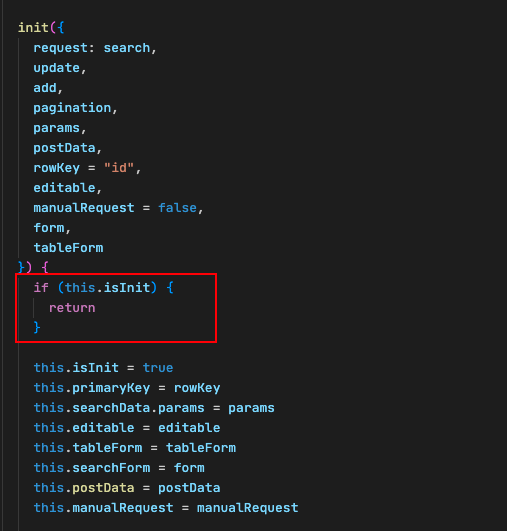 init({
request: search,
update,
add,
pagination,
params,
postData,
rowKey = "id",
editable,
manualRequest = false,
form,
tableForm
}) {
if (this.isInit) {
return
}
this.isInit = true
this.primaryKey = rowKey
this.searchData.params = params
this.editable = editable
this.tableForm = tableForm
this.searchForm = form
this.postData = postData
this.manualRequest = manualRequest